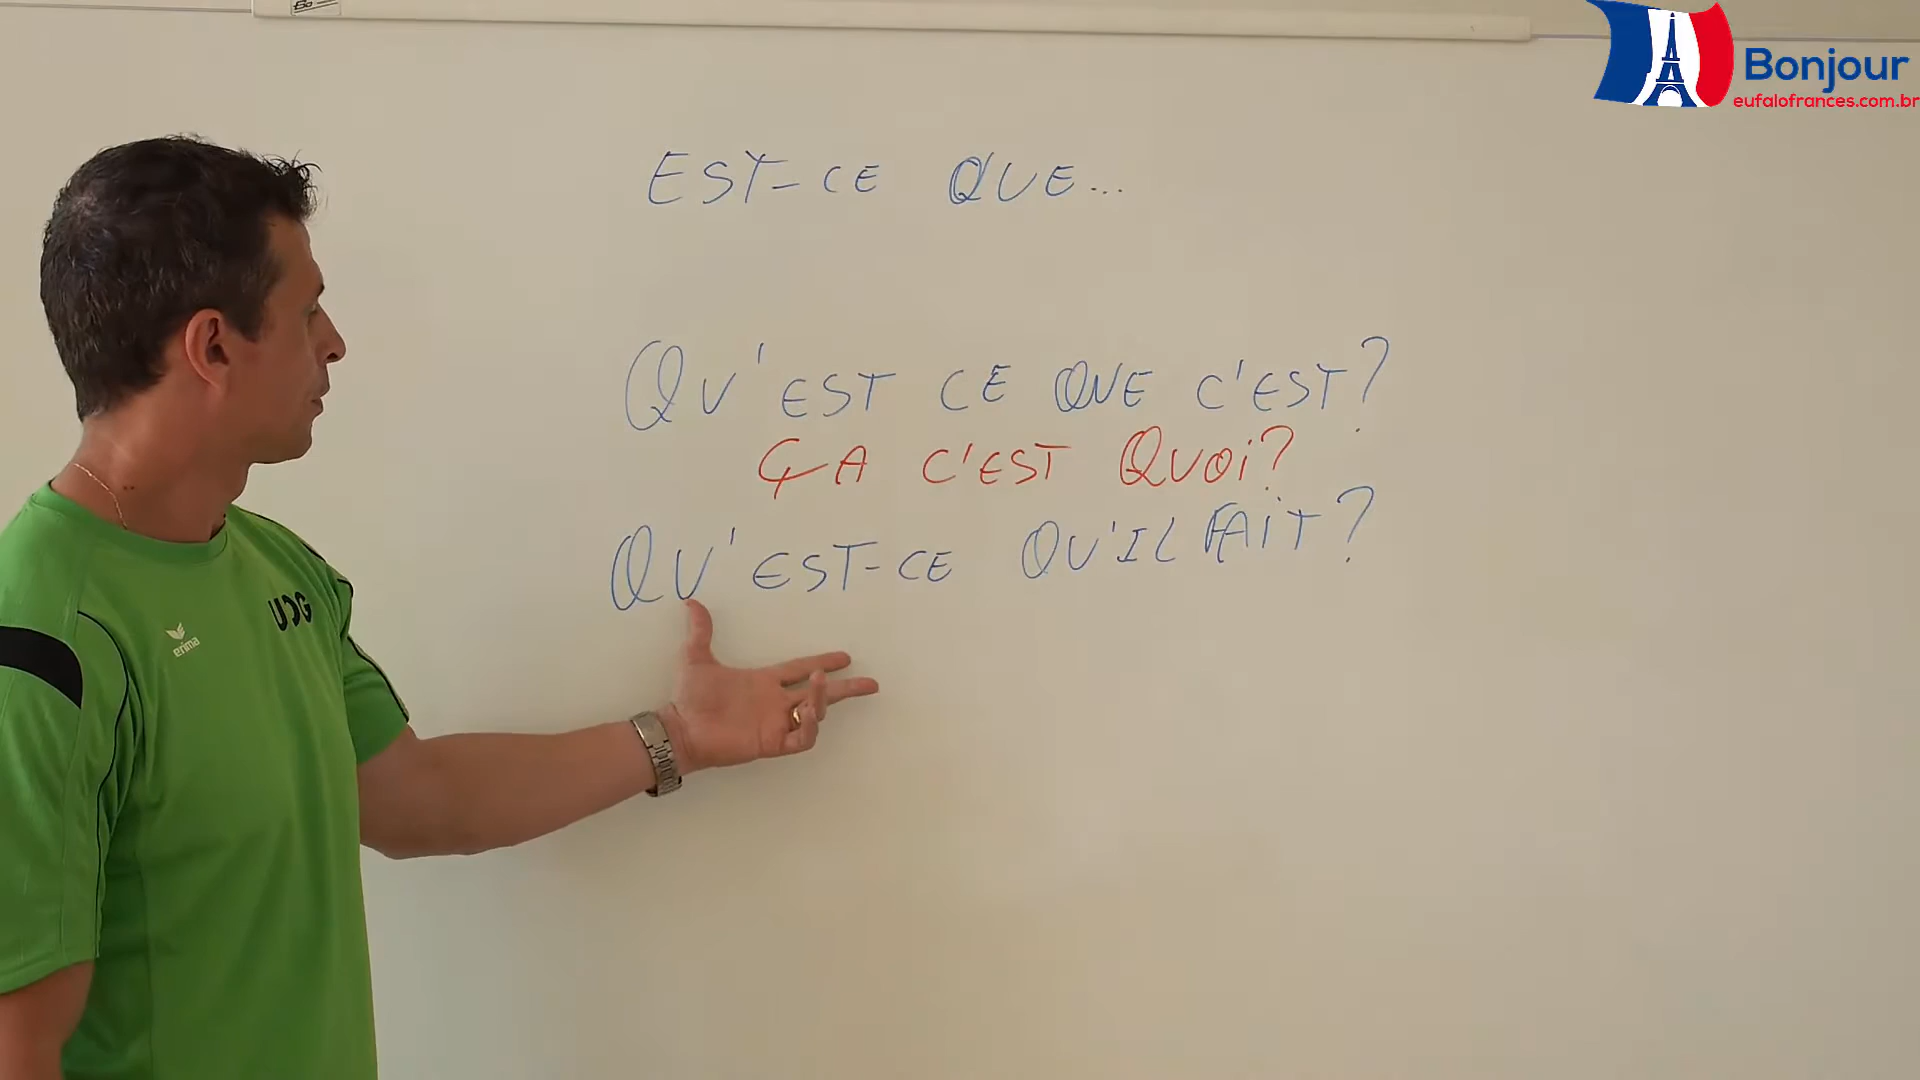 Bonjour
eufalofrances.com.br
EST-CE QUE...
QU'EST CE QUE C'EST?
ÇA C'EST QUOI?
QU'EST-CE QU'IL FAIT?
UDG
erima